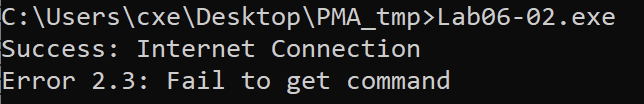 C:\Users\cxe\Desktop\PMA_tmp>Lab06-02.exe
Success: Internet Connection
Error 2.3: Fail to get command